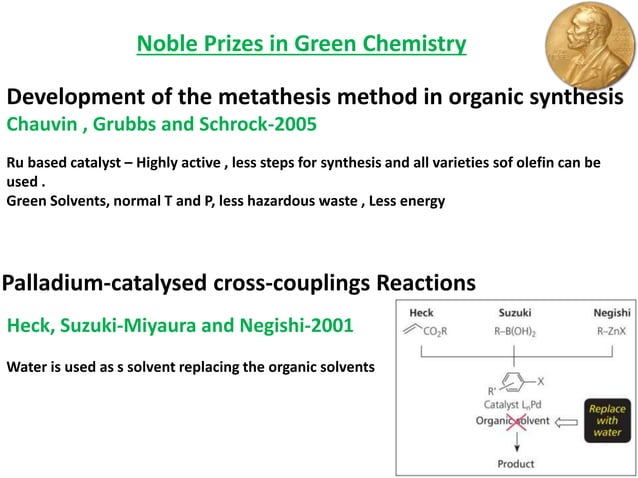 Noble Prizes in Green Chemistry
Development of the metathesis method in organic synthesis
Chauvin , Grubbs and Schrock-2005
Ru based catalyst – Highly active , less steps for synthesis and all varieties sof olefin can be
used .
Green Solvents, normal T and P, less hazardous waste , Less energy
Palladium-catalysed cross-couplings Reactions
Heck, Suzuki-Miyaura and Negishi-2001
Water is used as s solvent replacing the organic solvents
Heck Suzuki Negishi
CO₂R R–B(OH)₂ R–ZnX
R' X
Catalyst LₙPd
Organic solvent
Replace
with
water
Product